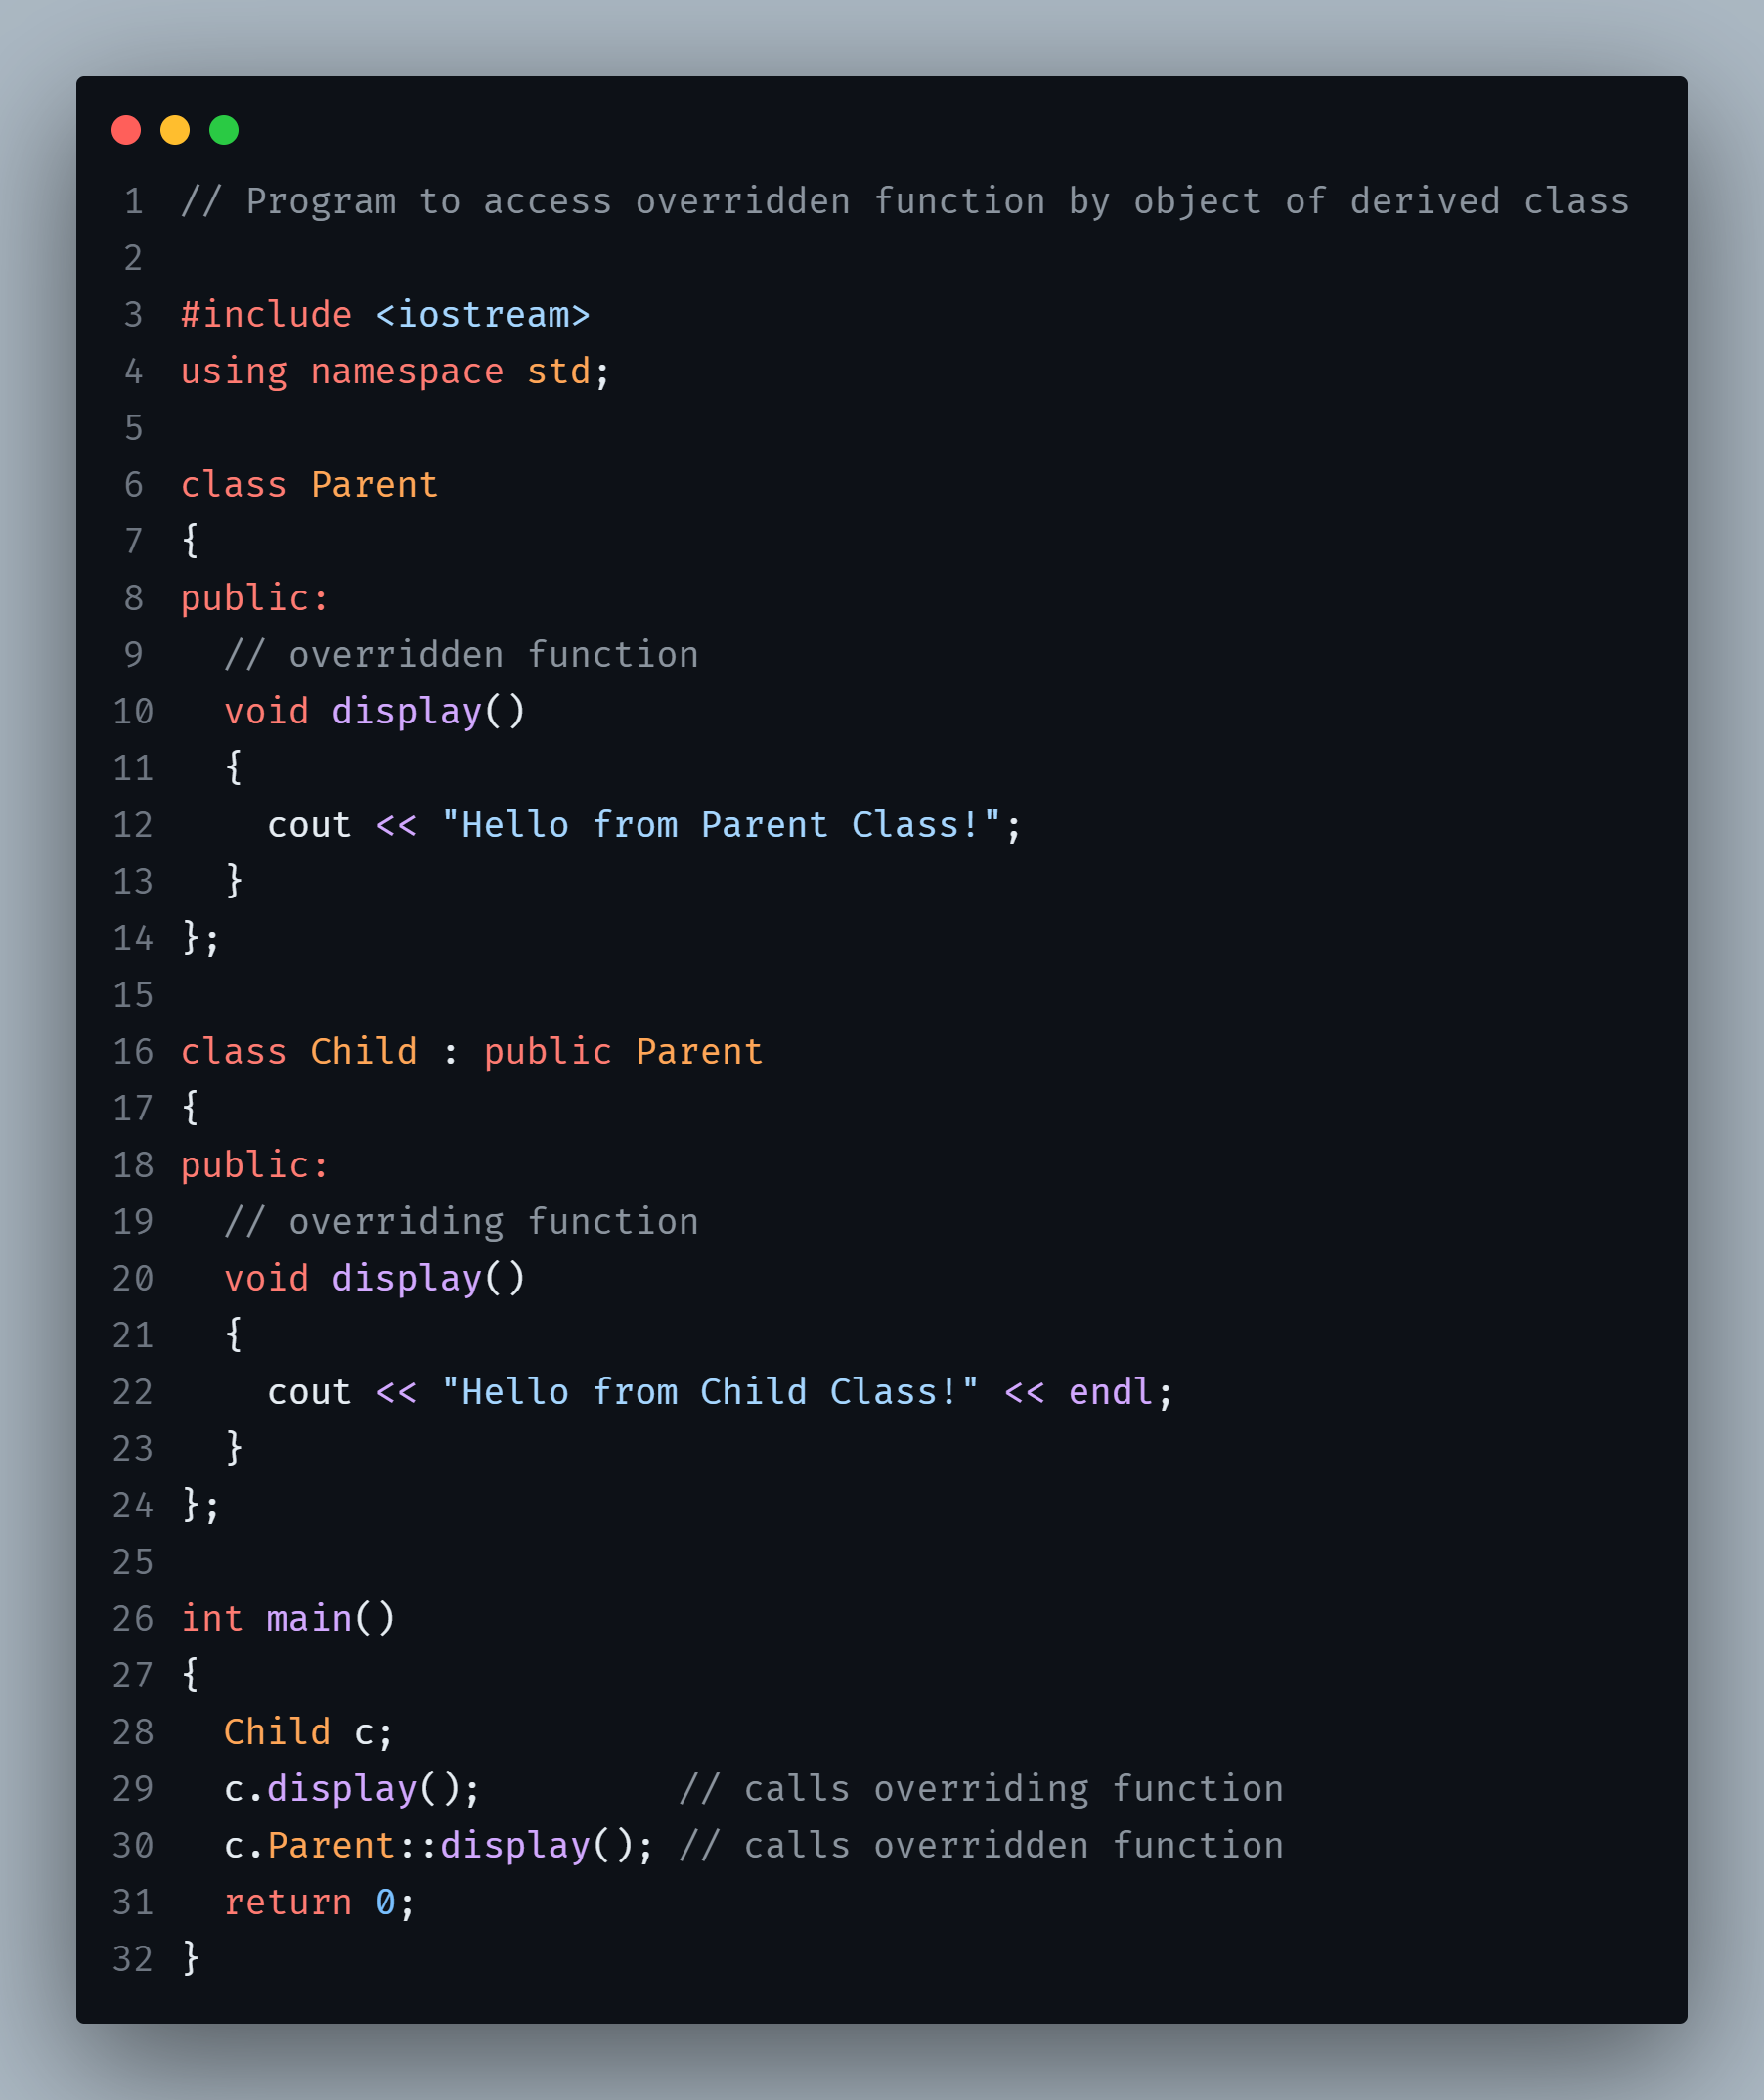 1 // Program to access overridden function by object of derived class
2
3 #include <iostream>
4 using namespace std;
5
6 class Parent
7 {
8 public:
9   // overridden function
10   void display()
11   {
12     cout << "Hello from Parent Class!";
13   }
14 };
15
16 class Child : public Parent
17 {
18 public:
19   // overriding function
20   void display()
21   {
22     cout << "Hello from Child Class!" << endl;
23   }
24 };
25
26 int main()
27 {
28   Child c;
29   c.display();         // calls overriding function
30   c.Parent::display(); // calls overridden function
31   return 0;
32 }